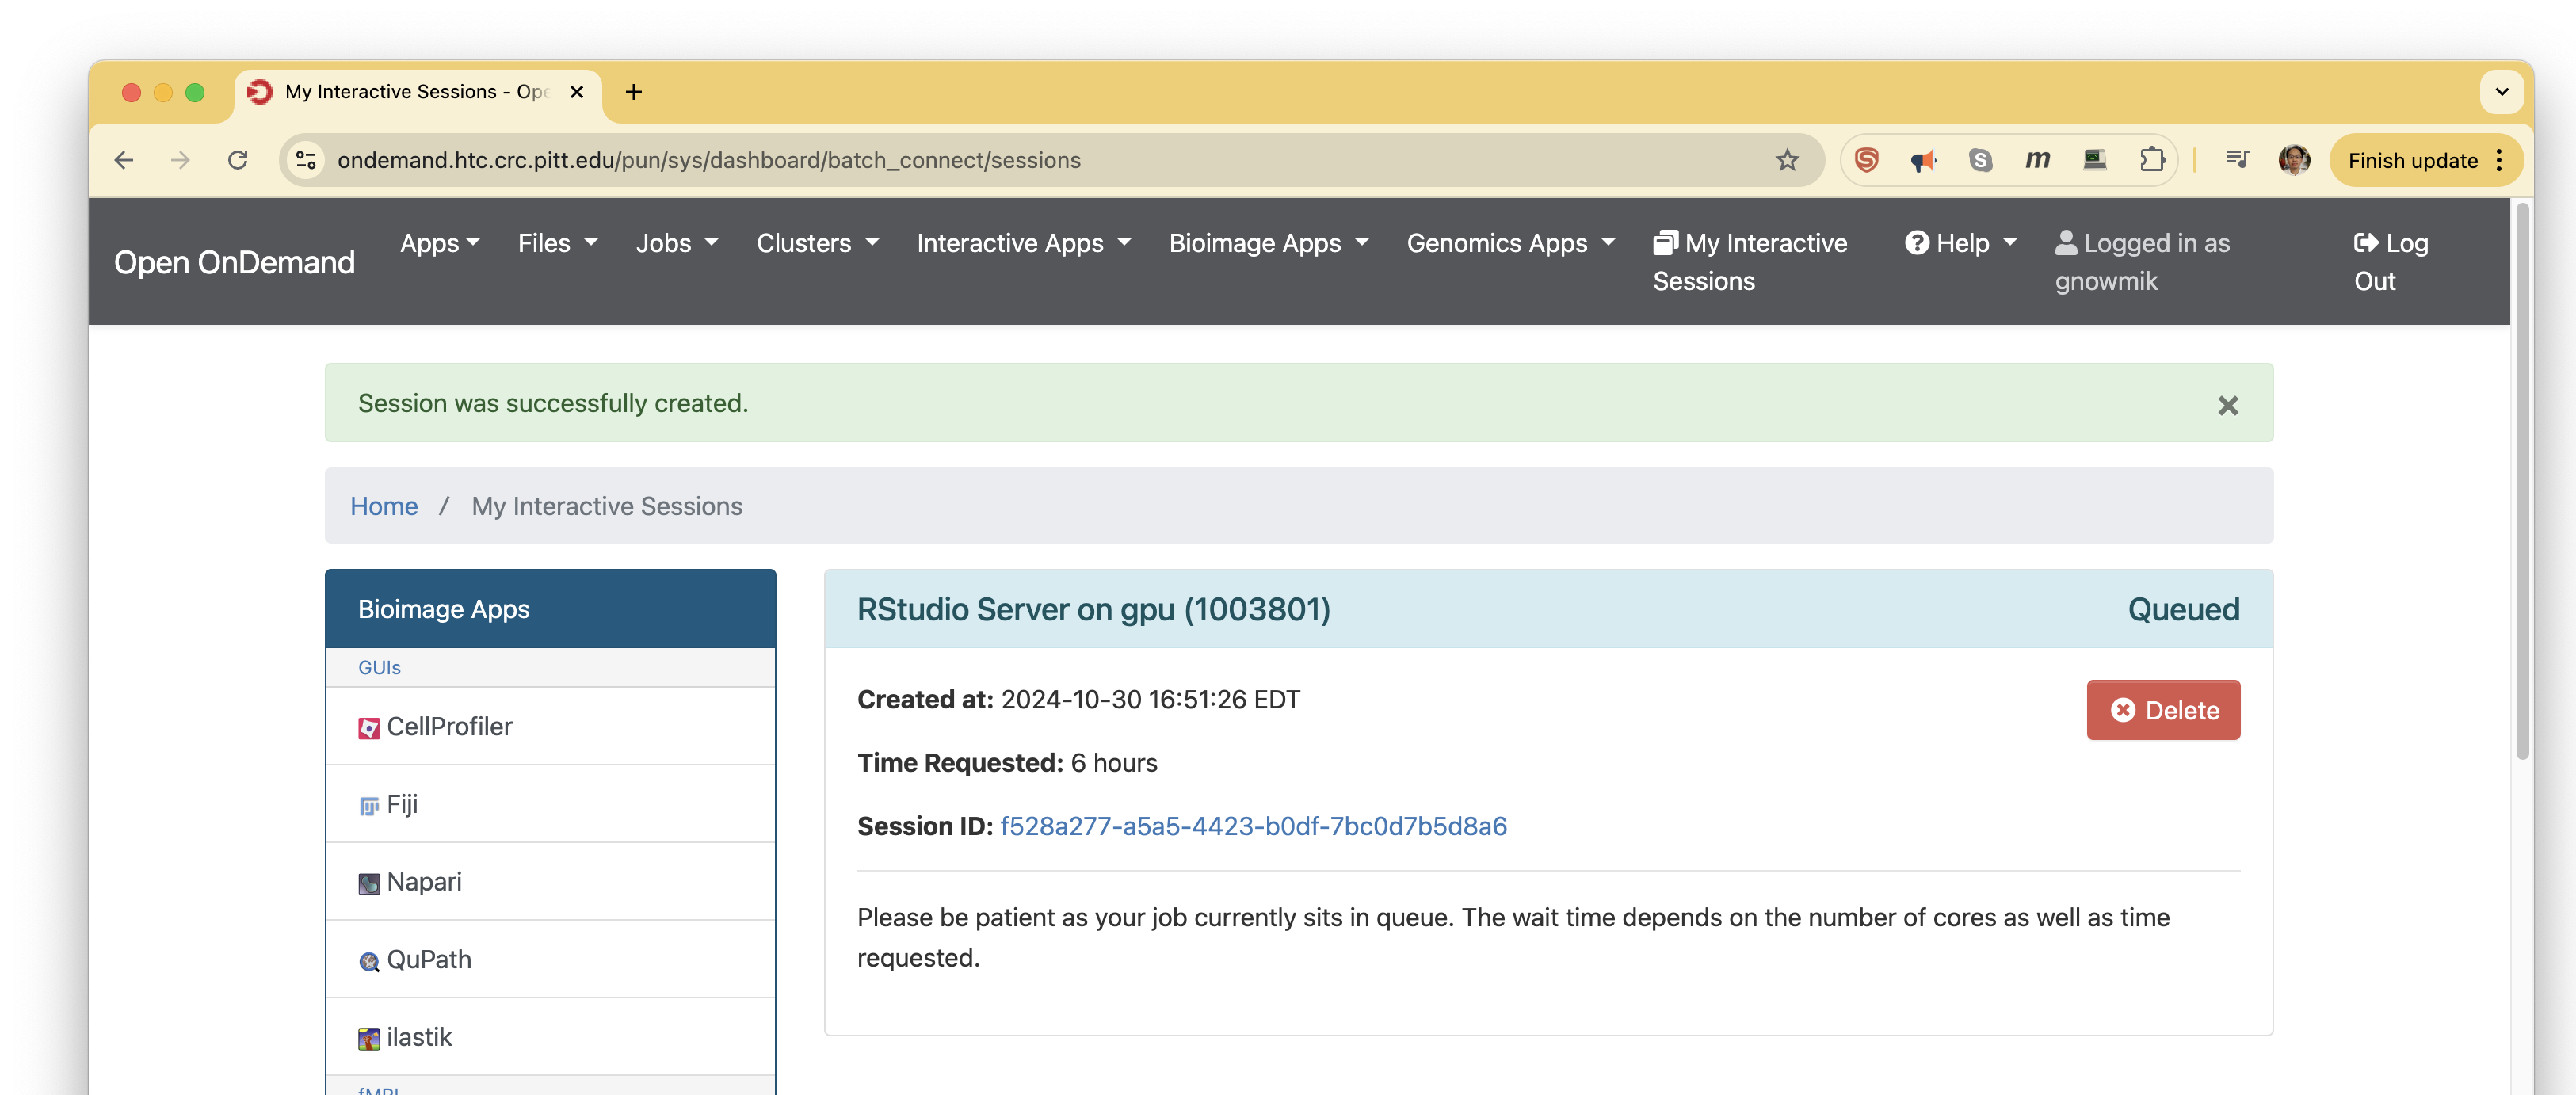 My Interactive Sessions - Ope
ondemand.htc.crc.pitt.edu/pun/sys/dashboard/batch_connect/sessions
Finish update
Open OnDemand
Apps
Files
Jobs
Clusters
Interactive Apps
Bioimage Apps
Genomics Apps
My Interactive
Sessions
Help
Logged in as
gnowmik
Log
Out
Session was successfully created.
Home / My Interactive Sessions
Bioimage Apps
GUIs
CellProfiler
Fiji
Napari
QuPath
ilastik
fMRI
RStudio Server on gpu (1003801)
Queued
Created at: 2024-10-30 16:51:26 EDT
Delete
Time Requested: 6 hours
Session ID: f528a277-a5a5-4423-b0df-7bc0d7b5d8a6
Please be patient as your job currently sits in queue. The wait time depends on the number of cores as well as time
requested.